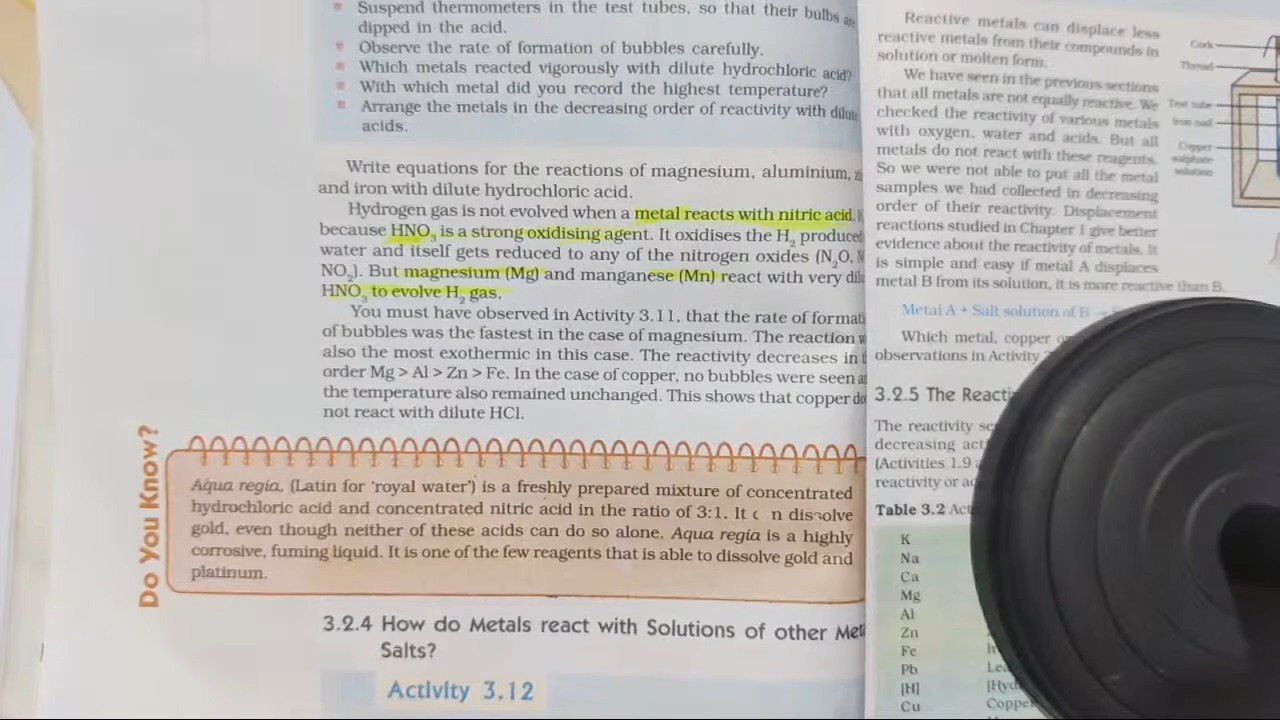 Suspend thermometers in the test tubes, so that their bulbs are
dipped in the acid.
Observe the rate of formation of bubbles carefully.
Which metals reacted vigorously with dilute hydrochloric acid?
With which metal did you record the highest temperature?
Arrange the metals in the decreasing order of reactivity with dilute
acids.
Write equations for the reactions of magnesium, aluminium,
and iron with dilute hydrochloric acid.
Hydrogen gas is not evolved when a metal reacts with nitric acid.
because HNO₃ is a strong oxidising agent. It oxidises the H₂ produced
water and itself gets reduced to any of the nitrogen oxides (N₂O,
NO₂). But magnesium (Mg) and manganese (Mn) react with very
HNO₃ to evolve H₂ gas.
You must have observed in Activity 3.11, that the rate of
of bubbles was the fastest in the case of magnesium. The reaction
also the most exothermic in this case. The reactivity decreases in
order Mg > Al > Zn > Fe. In the case of copper, no bubbles were seen
the temperature also remained unchanged. This shows that copper
not react with dilute HCl.
Do You Know?
Aqua regia, (Latin for 'royal water') is a freshly prepared mixture of concentrated
hydrochloric acid and concentrated nitric acid in the ratio of 3:1. It c n dissolve
gold, even though neither of these acids can do so alone. Aqua regia is a highly
corrosive, fuming liquid. It is one of the few reagents that is able to dissolve gold and
platinum.
3.2.4 How do Metals react with Solutions of other
Salts?
Activity 3.12
Reactive metals can displace less
reactive metals from their compounds in
solution or molten form.
We have seen in the previous sections
that all metals are not equally reactive. We
checked the reactivity of various metals
with oxygen, water and acids. But all
metals do not react with these reagents.
So we were not able to put all the metal
samples we had collected in decreasing
order of their reactivity. Displacement
reactions studied in Chapter 1 give better
evidence about the reactivity of metals. It
is simple and easy if metal A displaces
metal B from its solution, it is more reactive than B.
Cork
Thread
Test tube
Iron nail
Copper
sulphate
solution
Metal A + Salt solution of B →
Which metal, copper
observations in Activity
3.2.5 The
The reactivity
decreasing
(Activities 1.9
reactivity or
Table 3.2
K
Na
Ca
Mg
Al
Zn
Fe
Pb
[H]
Cu Copper